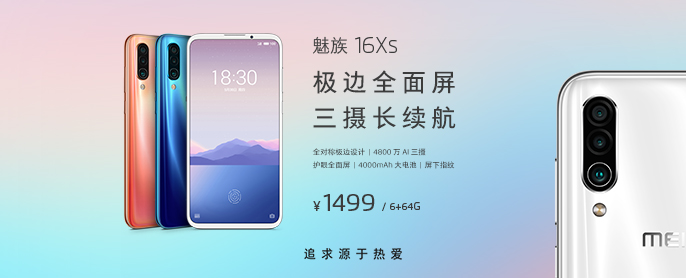 魅族 16Xs
极边全面屏
三摄长续航
全对称极边设计 | 4800 万 AI 三摄
护眼全面屏 | 4000mAh 大电池 | 屏下指纹
¥1499 / 6+64G
追求源于热爱
18:30
MEI